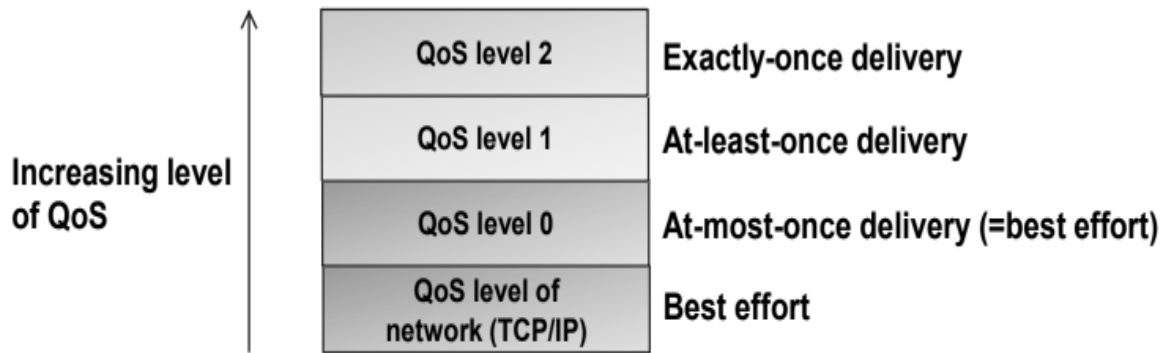 QoS level 2
Exactly-once delivery
QoS level 1
At-least-once delivery
Increasing level
of QoS
QoS level 0
At-most-once delivery (=best effort)
QoS level of
network (TCP/IP)
Best effort